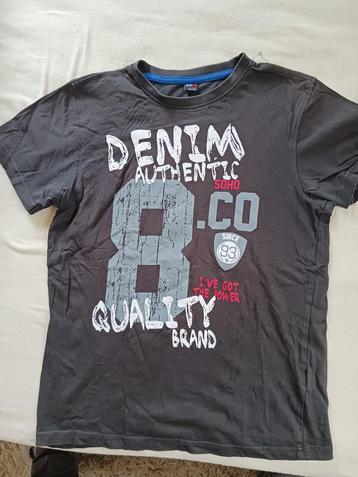 DENIM
AUTHENTIC
SOHO
8.CO
SINCE
93
I'VE GOT
THE POWER
QUALITY
BRAND